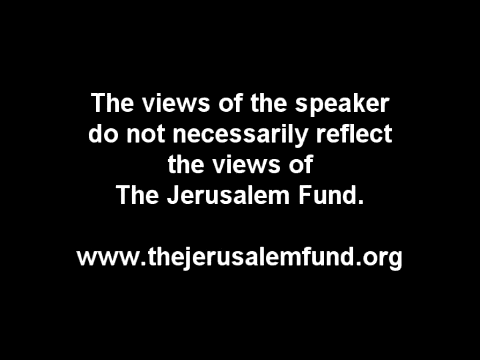 The views of the speaker
do not necessarily reflect
the views of
The Jerusalem Fund.
www.thejerusalemfund.org